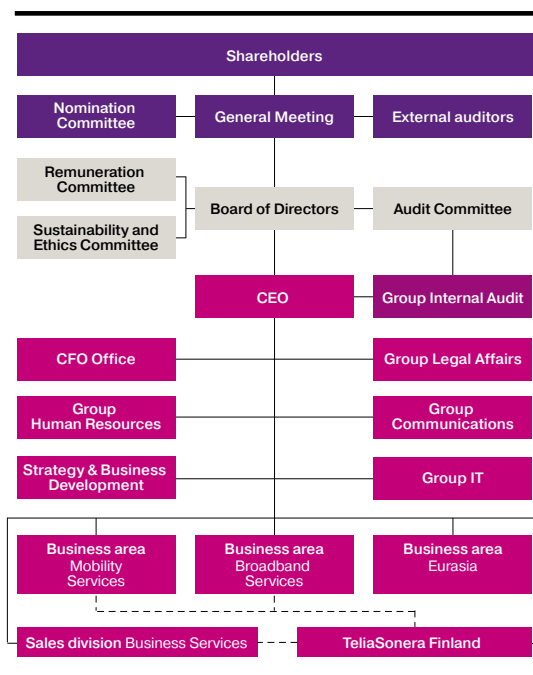 Shareholders
Nomination
Committee
General Meeting
External auditors
Remuneration
Committee
Sustainability and
Ethics Committee
Board of Directors
Audit Committee
CEO
Group Internal Audit
CFO Office
Group Legal Affairs
Group
Human Resources
Group
Communications
Strategy & Business
Development
Group IT
Business area
Mobility
Services
Business area
Broadband
Services
Business area
Eurasia
Sales division Business Services
TeliaSonera Finland